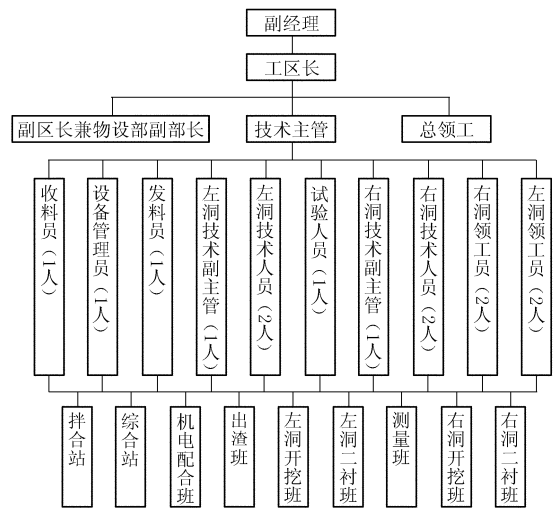 副经理
工区长
副区长兼物设部副部长
技术主管
总领工
收料员（1人）
设备管理员（1人）
发料员（1人）
左洞技术副主管（1人）
左洞技术人员（2人）
试验人员（1人）
右洞技术副主管（1人）
右洞技术人员（2人）
右洞领工员（2人）
左洞领工员（2人）
拌合站
综合站
机电配合班
出渣班
左洞开挖班
左洞二衬班
测量班
右洞开挖班
右洞二衬班